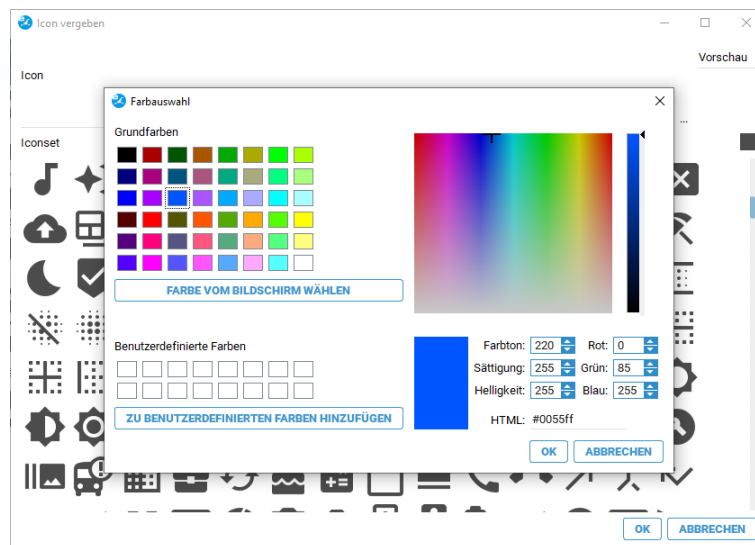 Icon vergeben
Vorschau
Icon
...
Iconset
Farbauswahl
Grundfarben
FARBE VOM BILDSCHIRM WÄHLEN
Benutzerdefinierte Farben
ZU BENUTZERDEFINIERTEN FARBEN HINZUFÜGEN
Farbton: 220 Rot: 0
Sättigung: 255 Grün: 85
Helligkeit: 255 Blau: 255
HTML: #0055ff
OK ABBRECHEN
OK ABBRECHEN